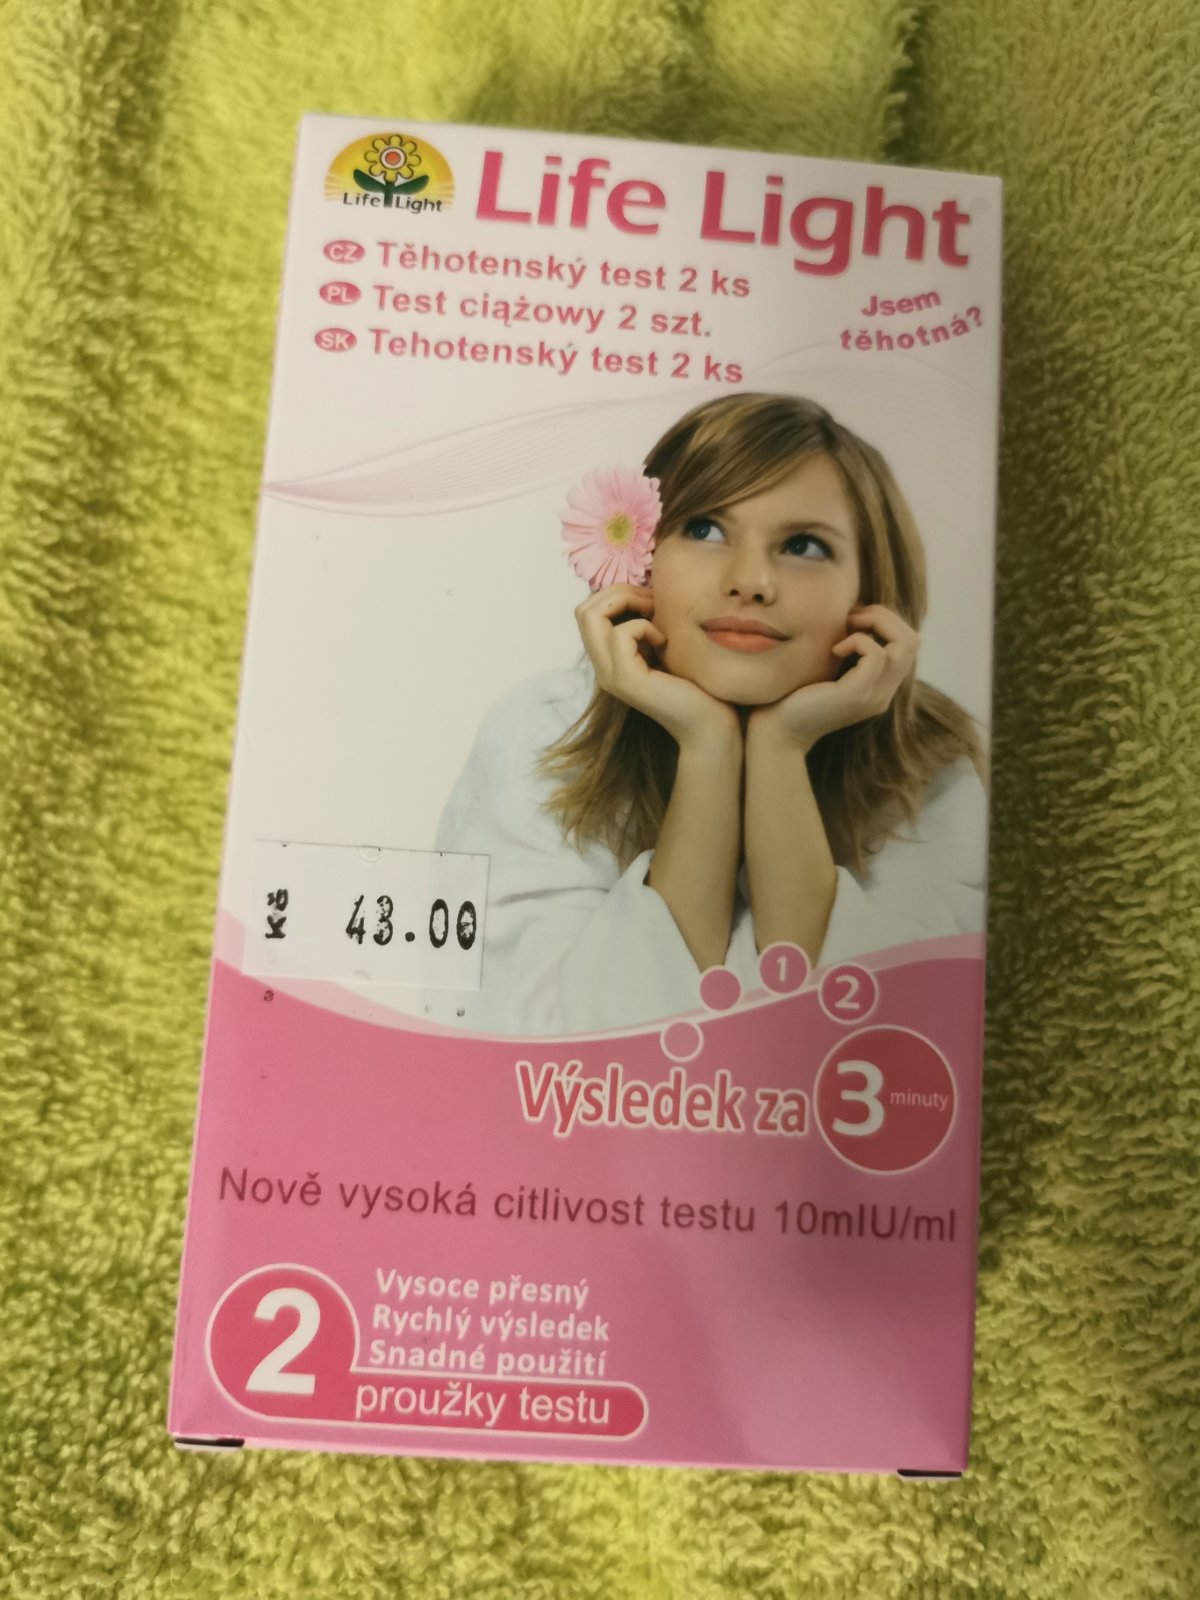 Life Light
Life Light®
CZ Těhotenský test 2 ks
PL Test ciążowy 2 szt.
SK Tehotenský test 2 ks
Jsem
těhotná?
Kč 43.00
1
2
Výsledek za 3 minuty
Nově vysoká citlivost testu 10mIU/ml
2
Vysoce přesný
Rychlý výsledek
Snadné použití
proužky testu